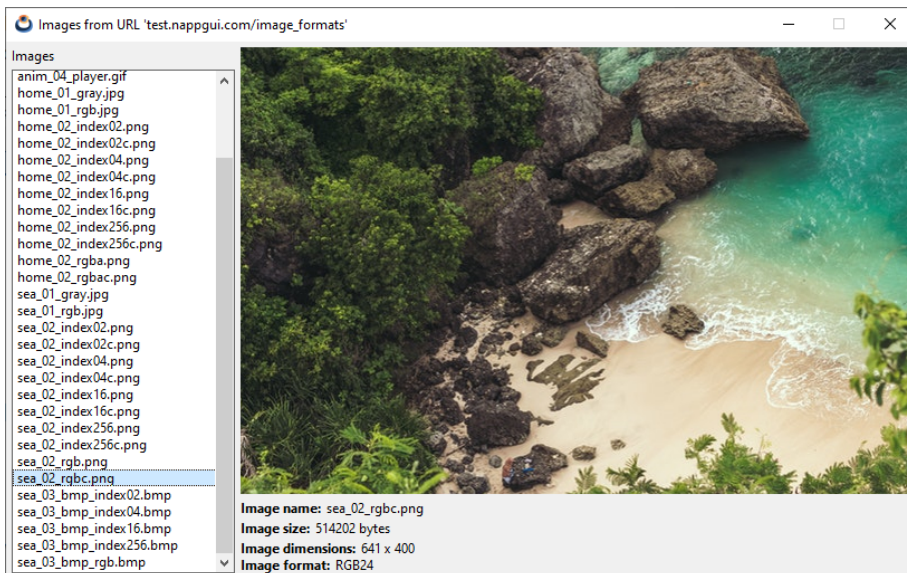 Images from URL 'test.nappgui.com/image_formats'
Images
anim_04_player.gif
home_01_gray.jpg
home_01_rgb.jpg
home_02_index02.png
home_02_index02c.png
home_02_index04.png
home_02_index04c.png
home_02_index16.png
home_02_index16c.png
home_02_index256.png
home_02_index256c.png
home_02_rgba.png
home_02_rgbac.png
sea_01_gray.jpg
sea_01_rgb.jpg
sea_02_index02.png
sea_02_index02c.png
sea_02_index04.png
sea_02_index04c.png
sea_02_index16.png
sea_02_index16c.png
sea_02_index256.png
sea_02_index256c.png
sea_02_rgb.png
sea_02_rgbc.png
sea_03_bmp_index02.bmp
sea_03_bmp_index04.bmp
sea_03_bmp_index16.bmp
sea_03_bmp_index256.bmp
sea_03_bmp_rgb.bmp
Image name: sea_02_rgbc.png
Image size: 514202 bytes
Image dimensions: 641 x 400
Image format: RGB24